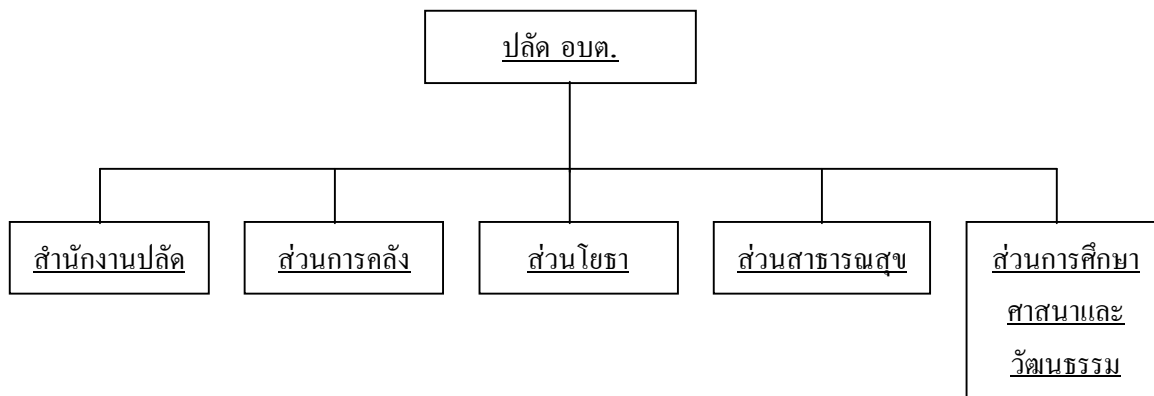 ปลัด อบต.
สำนักงานปลัด
ส่วนการคลัง
ส่วนโยธา
ส่วนสาธารณสุข
ส่วนการศึกษา
ศาสนาและ
วัฒนธรรม